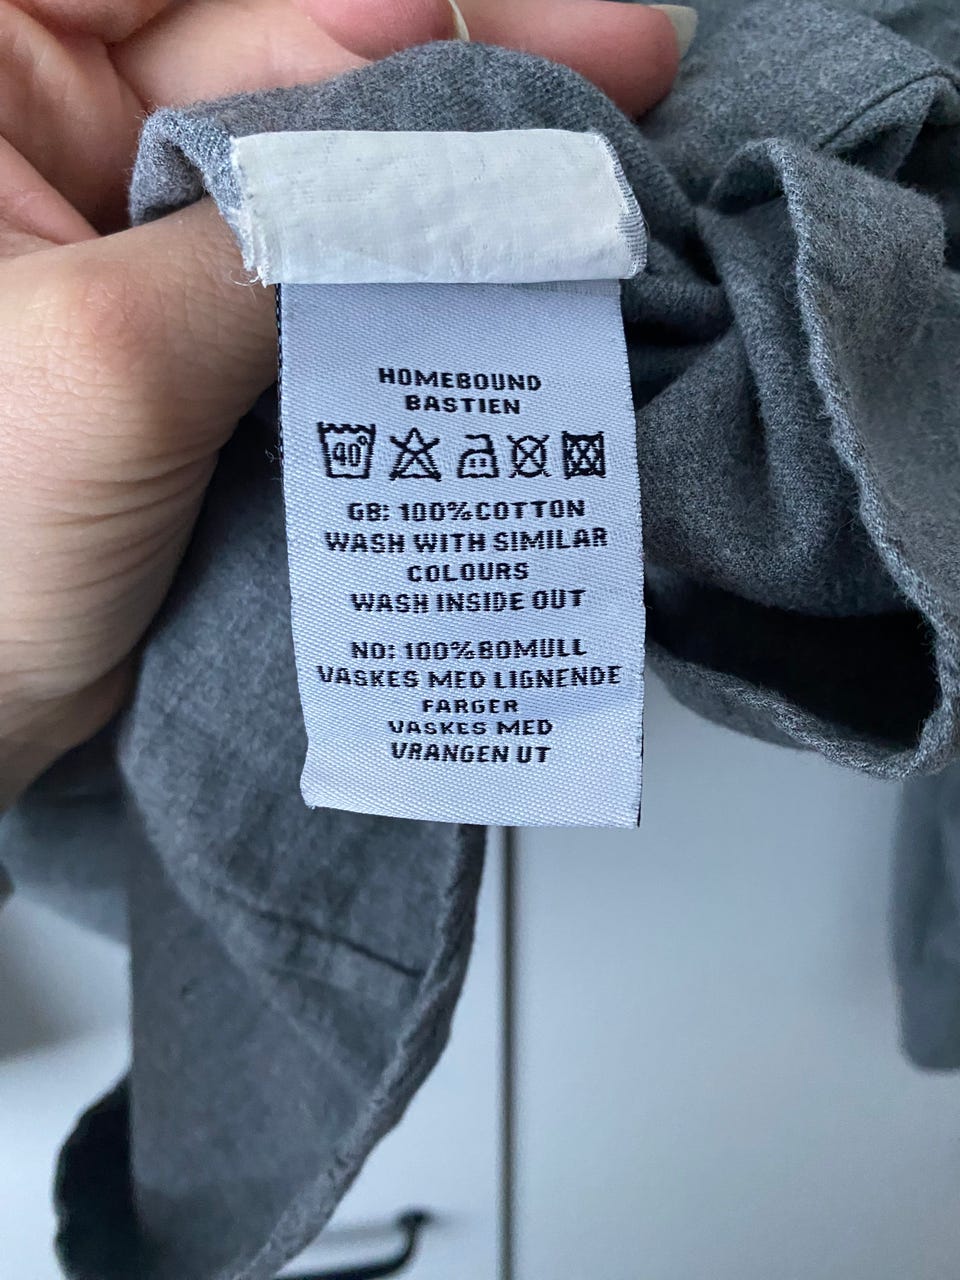 HOMEBOUND
BASTIEN
40°
GB: 100%COTTON
WASH WITH SIMILAR
COLOURS
WASH INSIDE OUT
NO: 100%BOMULL
VASKES MED LIGNENDE
FARGER
VASKES MED
VRANGEN UT